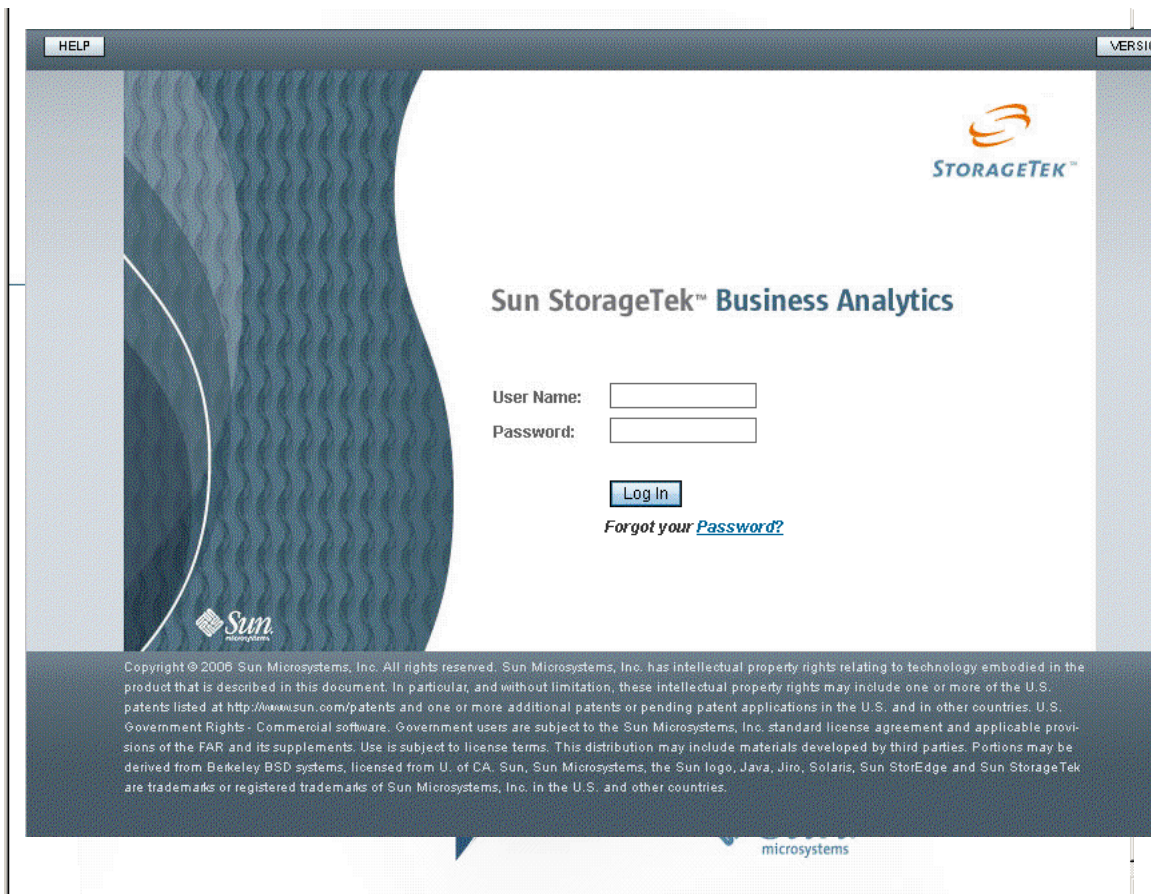 HELP
STORAGETEK™
Sun StorageTek™ Business Analytics
User Name:
Password:
Log In
Forgot your Password?
Sun
microsystems
Copyright © 2006 Sun Microsystems, Inc. All rights reserved. Sun Microsystems, Inc. has intellectual property rights relating to technology embodied in the
product that is described in this document. In particular, and without limitation, these intellectual property rights may include one or more of the U.S.
patents listed at http://www.sun.com/patents and one or more additional patents or pending patent applications in the U.S. and in other countries. U.S.
Government Rights - Commercial software. Government users are subject to the Sun Microsystems, Inc. standard license agreement and applicable provi-
sions of the FAR and its supplements. Use is subject to license terms. This distribution may include materials developed by third parties. Portions may be
derived from Berkeley BSD systems, licensed from U. of CA. Sun, Sun Microsystems, the Sun logo, Java, Jiro, Solaris, Sun StorEdge and Sun StorageTek
are trademarks or registered trademarks of Sun Microsystems, Inc. in the U.S. and other countries.
microsystems